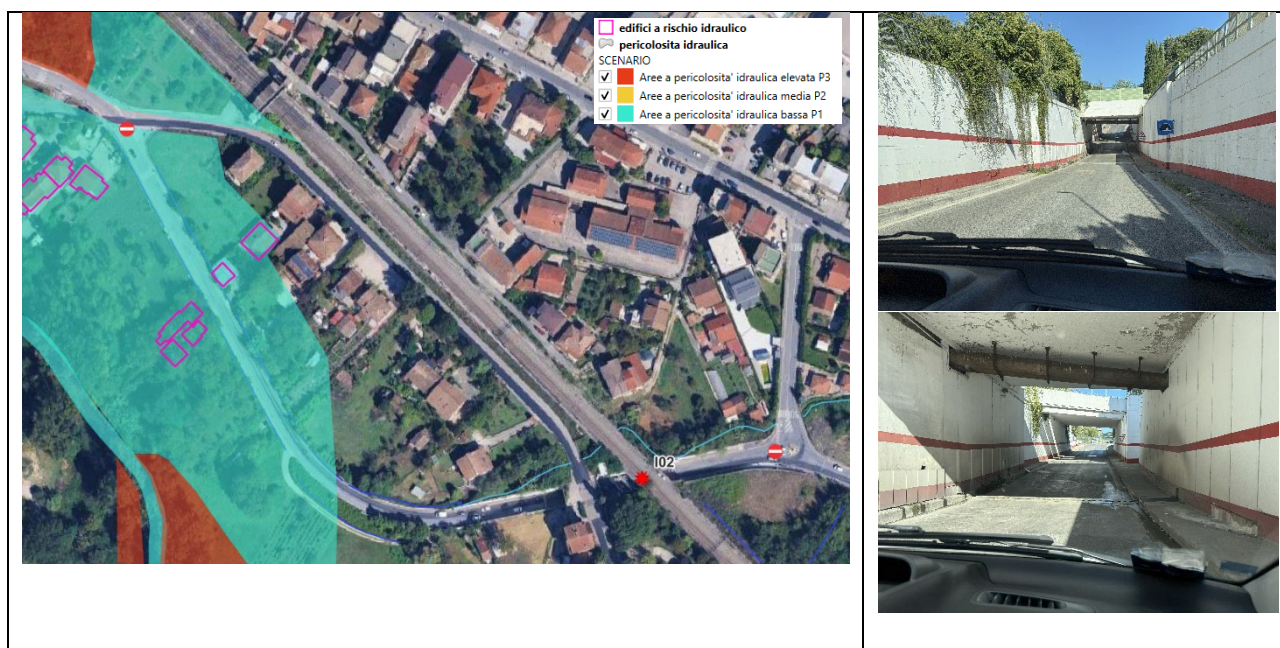 edifici a rischio idraulico
pericolosita idraulica
SCENARIO
Aree a pericolosita' idraulica elevata P3
Aree a pericolosita' idraulica media P2
Aree a pericolosita' idraulica bassa P1
I02